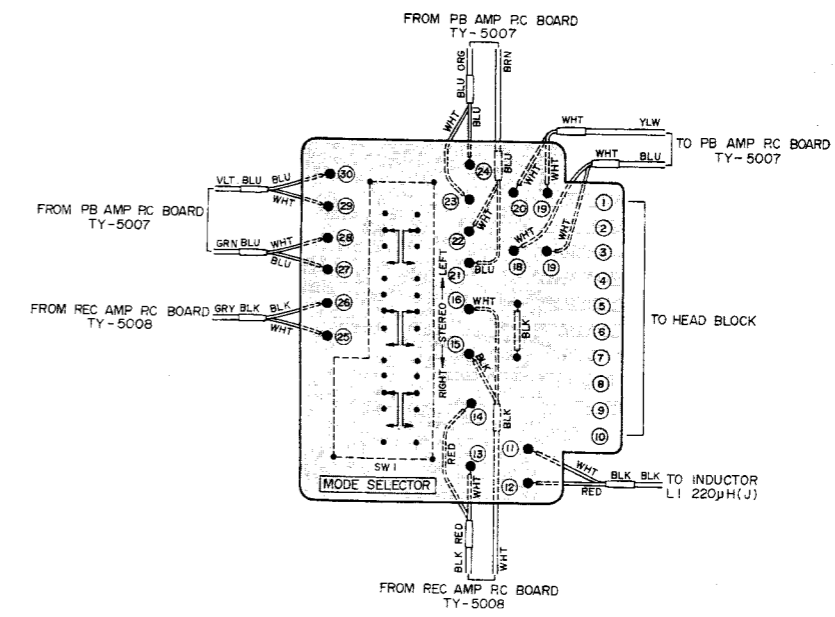 FROM PB AMP P.C BOARD
TY-5007
BLU ORG
BRN
WHT
BLU
WHT
YLW
WHT
BLU
TO PB AMP P.C BOARD
TY-5007
VLT BLU
BLU
WHT
30
29
FROM PB AMP P.C BOARD
TY-5007
GRN BLU
WHT
BLU
28
27
FROM REC AMP P.C BOARD
TY-5008
GRY BLK
BLK
WHT
26
25
24
BLU
WHT
WHT
23
20
19
22
WHT
WHT
WHT
21
BLU
18
19
16
WHT
15
BLK
BLK
LEFT
STEREO
RIGHT
1
2
3
4
5
6
7
8
9
10
TO HEAD BLOCK
14
RED
BLK
13
WHT
11
12
WHT
RED
BLK
BLK
TO INDUCTOR
L1 220μH(J)
SW1
MODE SELECTOR
BLK RED
WHT
FROM REC AMP P.C BOARD
TY-5008